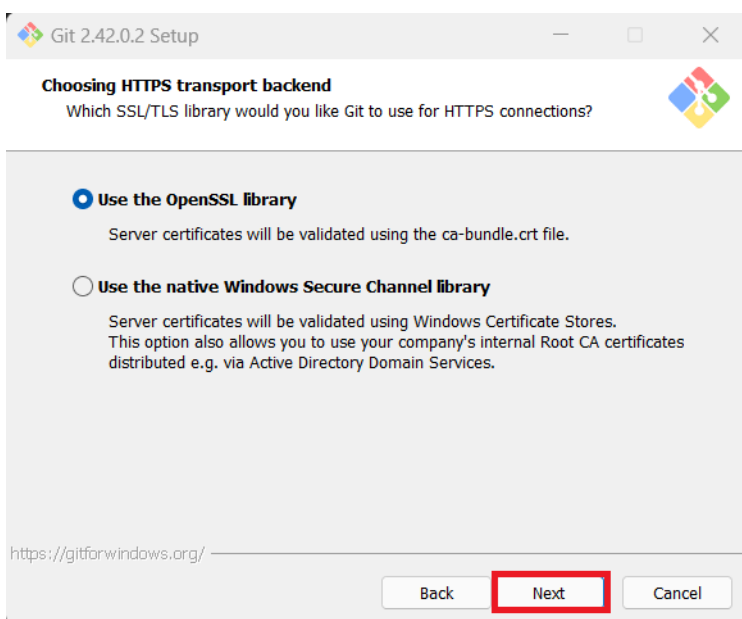 Git 2.42.0.2 Setup
Choosing HTTPS transport backend
Which SSL/TLS library would you like Git to use for HTTPS connections?
Use the OpenSSL library
Server certificates will be validated using the ca-bundle.crt file.
Use the native Windows Secure Channel library
Server certificates will be validated using Windows Certificate Stores.
This option also allows you to use your company's internal Root CA certificates
distributed e.g. via Active Directory Domain Services.
https://gitforwindows.org/
Back Next Cancel